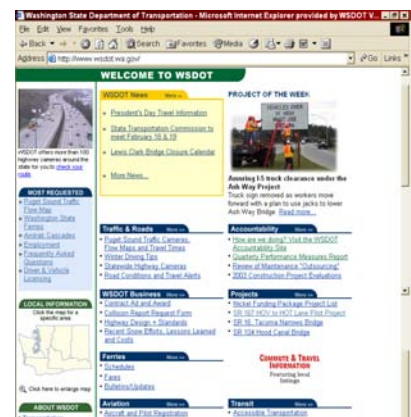 Washington State Department of Transportation - Microsoft Internet Explorer provided by WSDOT V...
File Edit View Favorites Tools Help
Back Search Favorites Media
Address http://www.wsdot.wa.gov/ Go Links
WELCOME TO WSDOT
WSDOT offers more than 100
highway cameras around the
state for you to check your
route.
MOST REQUESTED
Puget Sound Traffic
Flow Map
Washington State
Ferries
Amtrak Cascades
Employment
Frequently Asked
Questions
Driver & Vehicle
Licensing
LOCAL INFORMATION
Click the map for a
specific area
Click here to enlarge map
ABOUT WSDOT
WSDOT News More >>
President's Day Travel Information
State Transportation Commission to
meet February 18 & 19
Lewis Clark Bridge Closure Calendar
More News...
PROJECT OF THE WEEK
VEHICLES OVER
Assuring I-5 truck clearance under the
Ash Way Project
Truck sign removed as workers move
forward with a plan to use jacks to lower
Ash Way Bridge. Read more...
Traffic & Roads More >>
Puget Sound Traffic Cameras,
Flow Maps and Travel Times
Winter Driving Tips
Statewide Highway Cameras
Road Conditions and Travel Alerts
Accountability More >>
How are we doing? Visit the WSDOT
Accountability Site
Quarterly Performance Measures Report
Review of Maintenance "Outsourcing"
2003 Construction Project Evaluations
WSDOT Business More >>
Contract Ad and Award
Collision Report Request Form
Highway Design + Standards
Recent Snow Efforts, Lessons Learned
and Costs
Projects More >>
Nickel Funding Package Project List
SR 167 HOV to HOT Lane Pilot Project
SR 16, Tacoma Narrows Bridge
SR 104 Hood Canal Bridge
Ferries More >>
Schedules
Fares
Bulletins/Updates
COMMUTE & TRAVEL
INFORMATION
Featuring local
listings
Aviation More >>
Aircraft and Pilot Registration
Transit More >>
Accessible Transportation